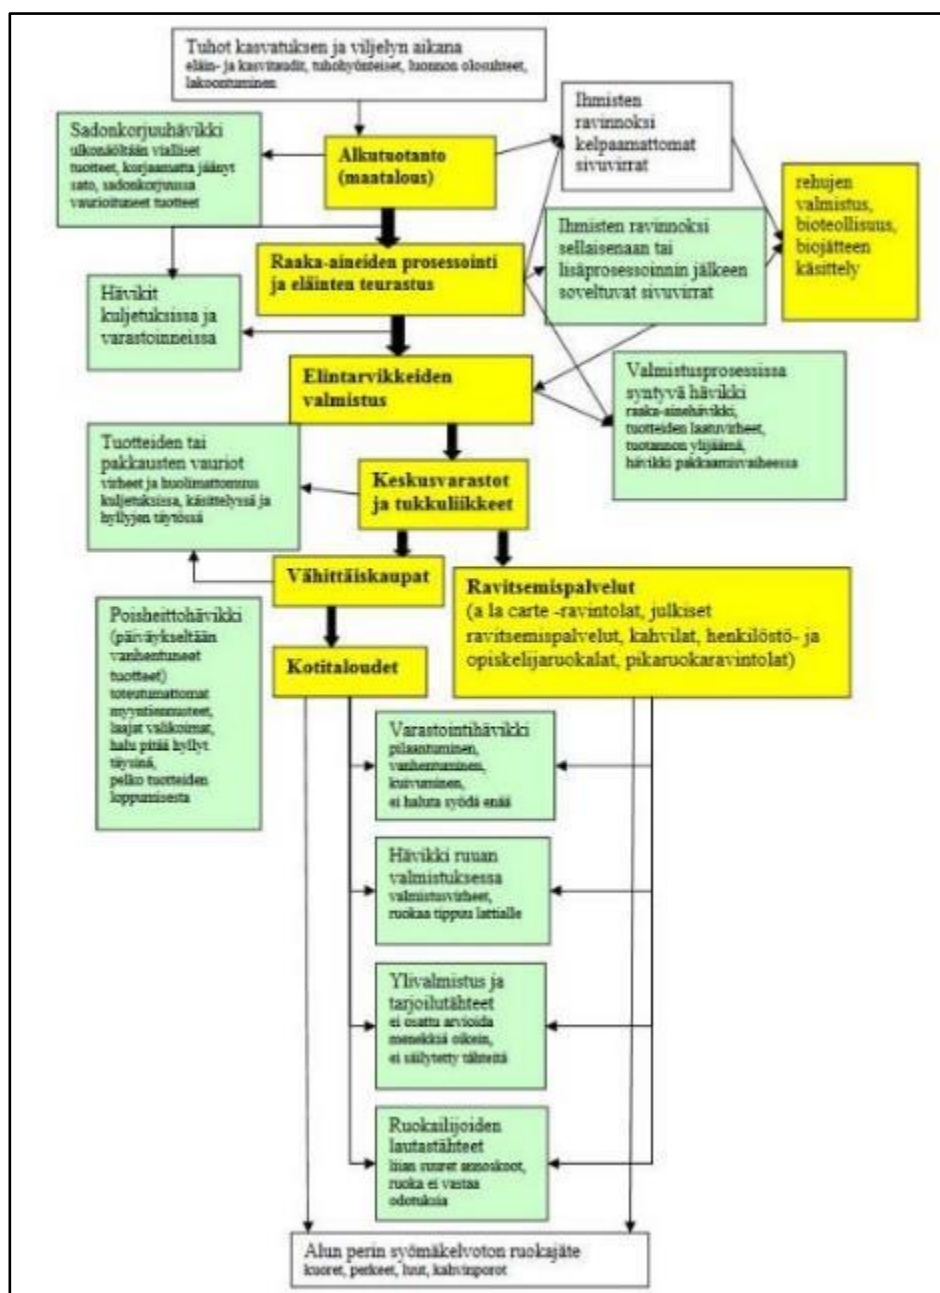 Tuhot kasvatuksen ja viljelyn aikana
eläin- ja kasvitaudit, tuhohyönteiset, luonnon olosuhteet,
lakoontuminen
Ihmisten
ravinnoksi
kelpaamattomat
sivuvirrat
Sadonkorjuuhävikki
ulkonäöltään vialliset
tuotteet, korjaamatta jäänyt
sato, sadonkorjuussa
vaurioituneet tuotteet
Alkutuotanto
(maatalous)
rehujen
valmistus,
bioteollisuus,
biojätteen
käsittely
Ihmisten ravinnoksi
sellaisenaan tai
lisäprosessoinnin jälkeen
soveltuvat sivuvirrat
Raaka-aineiden prosessointi
ja eläinten teurastus
Hävikit
kuljetuksissa ja
varastoinneissa
Elintarvikkeiden
valmistus
Valmistusprosessissa
syntyvä hävikki
raaka-ainehävikki,
tuotteiden laatuvirheet,
tuotannon ylijäämä,
hävikki pakkaamisvaiheessa
Tuotteiden tai
pakkausten vauriot
virheet ja huolimattomuus
kuljetuksissa, käsittelyssä ja
hyllyjen täytössä
Keskusvarastot
ja tukkuliikkeet
Vähittäiskaupat
Ravitsemispalvelut
(a la carte -ravintolat, julkiset
ravitsemispalvelut, kahvilat, henkilöstö- ja
opiskelijaruokalat, pikaruokaravintolat)
Poisheittohävikki
(päiväykseltään
vanhentuneet
tuotteet)
toteutumattomat
myyntiennusteet,
laajat valikoimat,
halu pitää hyllyt
täysinä,
pelko tuotteiden
loppumisesta
Kotitaloudet
Varastointihävikki
pilaantuminen,
vanhentuminen,
kuivuminen,
ei haluta syödä enää
Hävikki ruuan
valmistuksessa
valmistusvirheet,
ruokaa tippuu lattialle
Ylivalmistus ja
tarjoilutähteet
ei osattu arvioida
menekkiä oikein,
ei säilytetty tähteitä
Ruokailijoiden
lautastähteet
liian suuret annoskoot,
ruoka ei vastaa
odotuksia
Alun perin syömäkelvoton ruokajäte
kuoret, perkeet, luut, kahvinporot